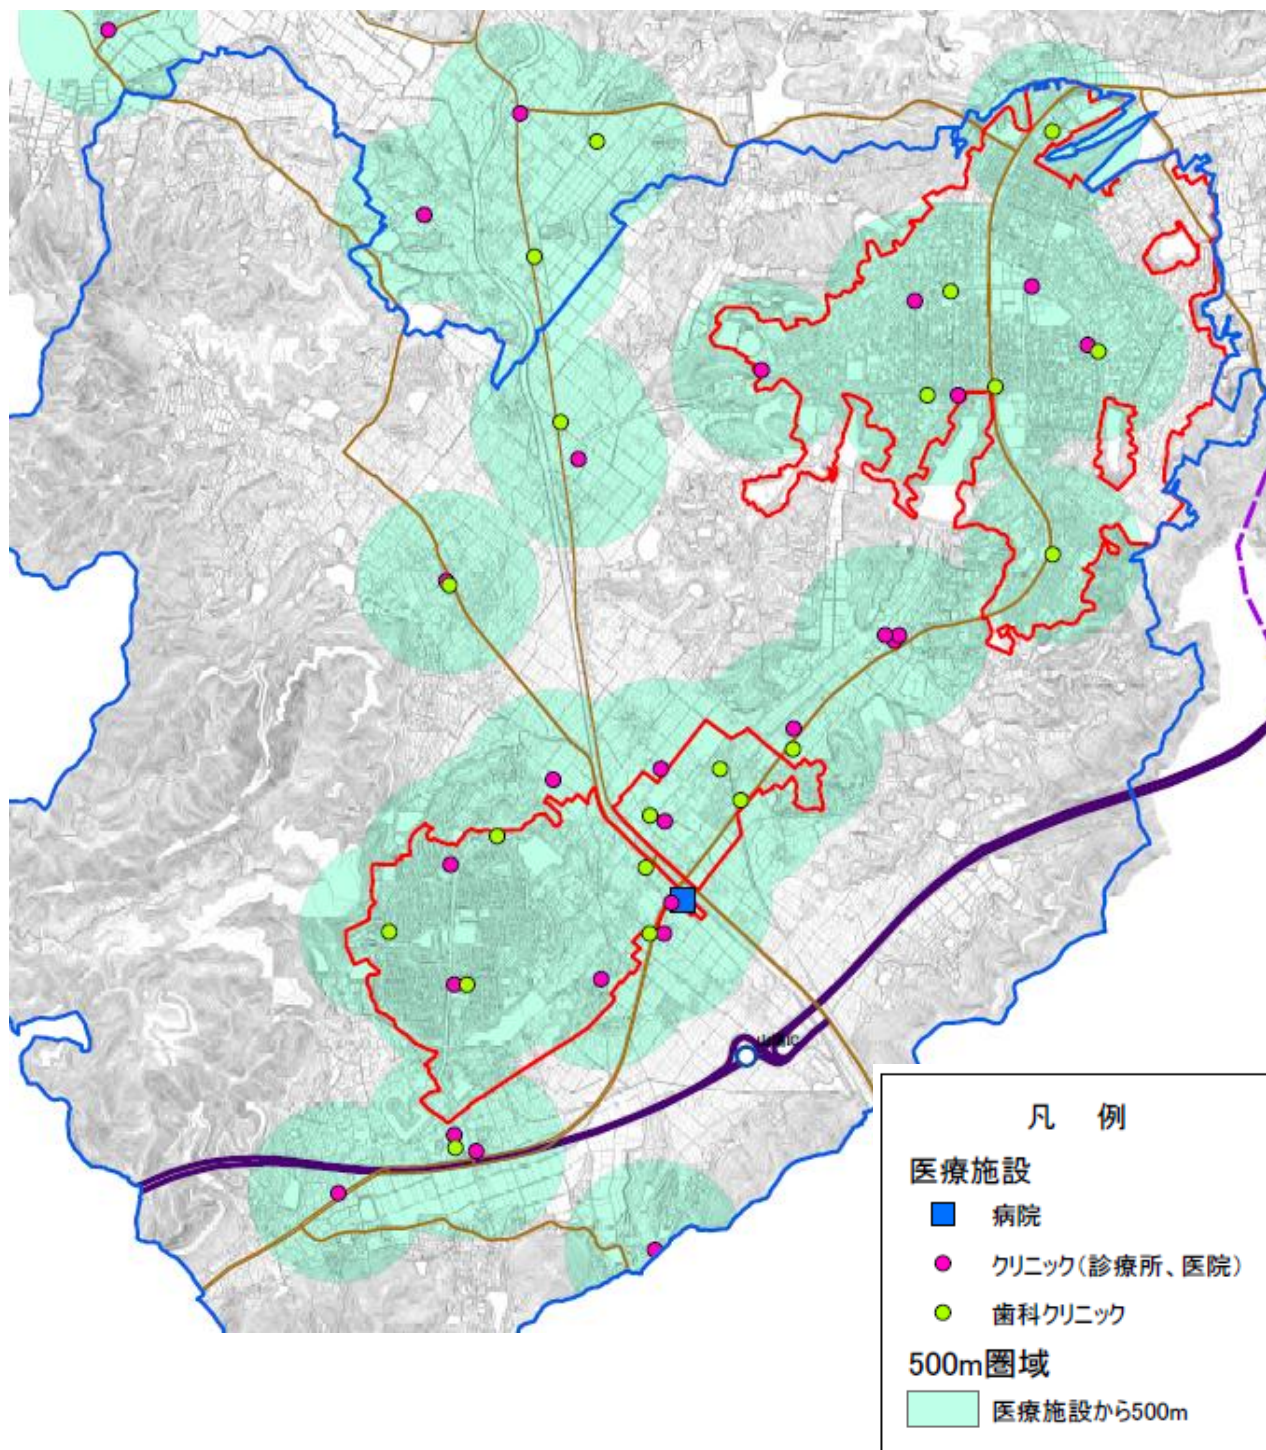 凡　例
医療施設
病院
クリニック（診療所、医院）
歯科クリニック
500m圏域
医療施設から500m